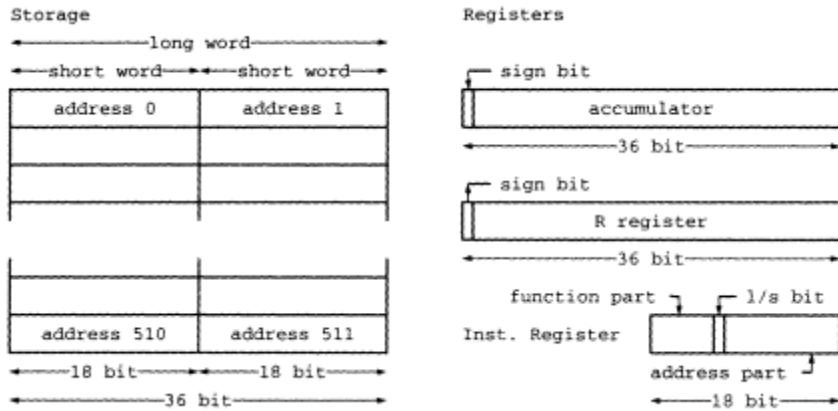 Storage
long word
short word short word
address 0 address 1
address 510 address 511
18 bit 18 bit
36 bit
Registers
sign bit
accumulator
36 bit
sign bit
R register
36 bit
function part l/s bit
Inst. Register
address part
18 bit